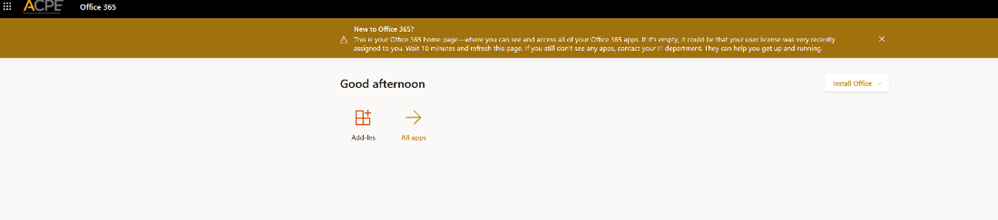 ACPE
Office 365
New to Office 365?
This is your Office 365 home page—where you can see and access all of your Office 365 apps. If it's empty, it could be that your user license was very recently
assigned to you. Wait 10 minutes and refresh this page. If you still don't see any apps, contact your IT department. They can help you get up and running.
Good afternoon
Install Office
Add-Ins
All apps